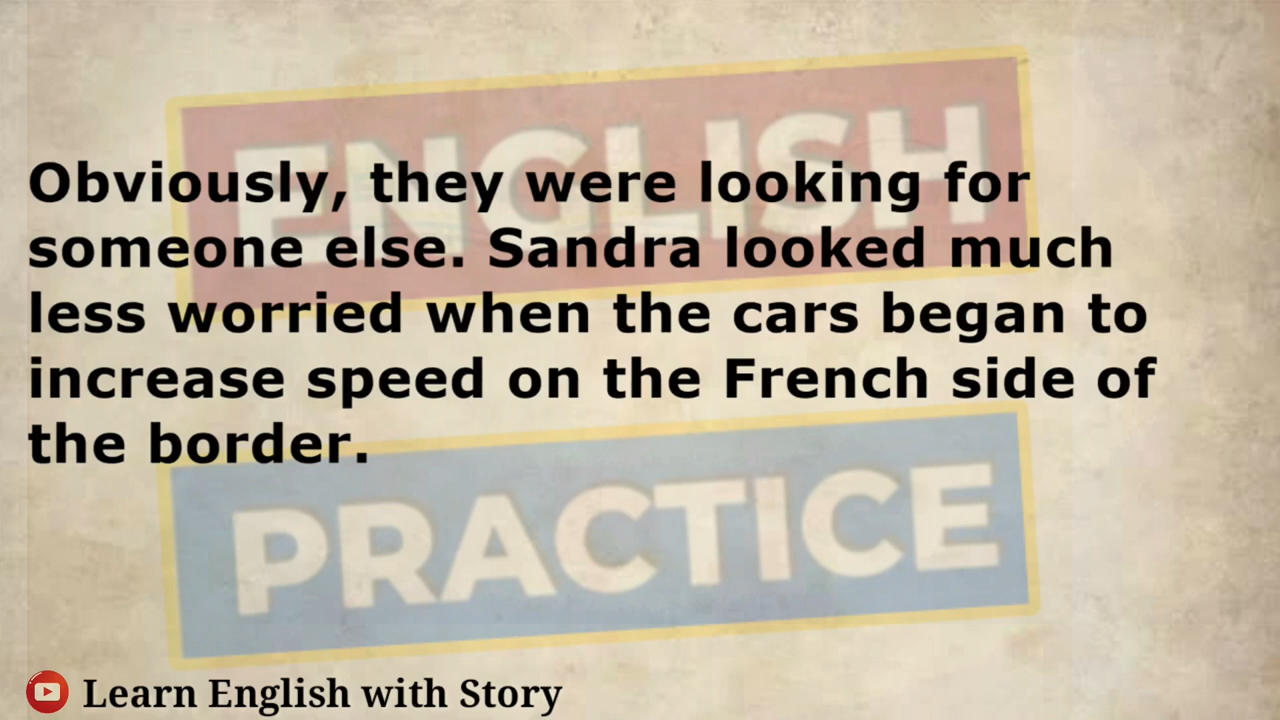 ENGLISH
Obviously, they were looking for
someone else. Sandra looked much
less worried when the cars began to
increase speed on the French side of
the border.
PRACTICE
Learn English with Story